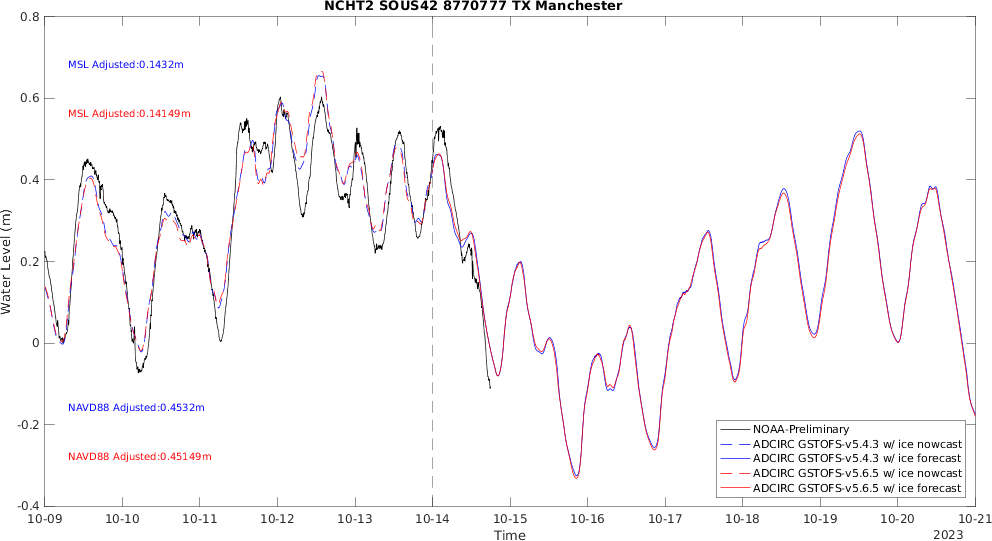 NCHT2 SOUS42 8770777 TX Manchester
0.8
0.6
0.4
0.2
0
-0.2
-0.4
Water Level (m)
MSL Adjusted:0.1432m
MSL Adjusted:0.14149m
NAVD88 Adjusted:0.4532m
NAVD88 Adjusted:0.45149m
NOAA-Preliminary
ADCIRC GSTOFS-v5.4.3 w/ ice nowcast
ADCIRC GSTOFS-v5.4.3 w/ ice forecast
ADCIRC GSTOFS-v5.6.5 w/ ice nowcast
ADCIRC GSTOFS-v5.6.5 w/ ice forecast
10-09 10-10 10-11 10-12 10-13 10-14 10-15 10-16 10-17 10-18 10-19 10-20 10-21
Time
2023